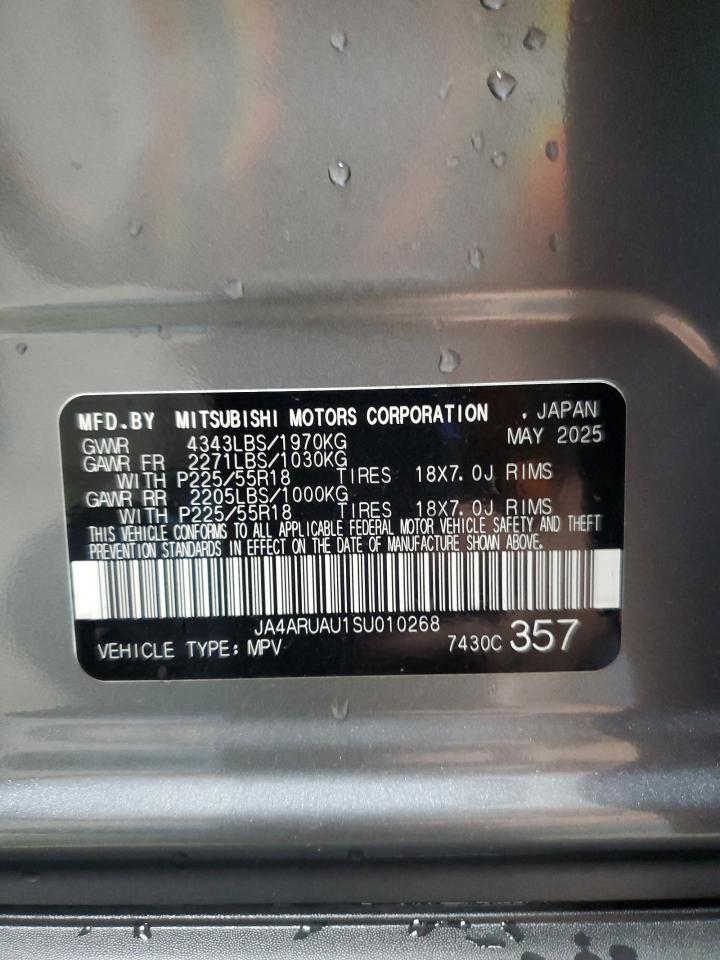 MFD.BY MITSUBISHI MOTORS CORPORATION . JAPAN
GWWR 4343LBS/1970KG MAY 2025
GAWR FR 2271LBS/1030KG
WITH P225/55R18 TIRES 18X7.0J RIMS
GAWR RR 2205LBS/1000KG
WITH P225/55R18 TIRES 18X7.0J RIMS
THIS VEHICLE CONFORMS TO ALL APPLICABLE FEDERAL MOTOR VEHICLE SAFETY AND THEFT
PREVENTION STANDARDS IN EFFECT ON THE DATE OF MANUFACTURE SHOWN ABOVE.
JA4ARUAU1SU010268
VEHICLE TYPE: MPV 7430C 357